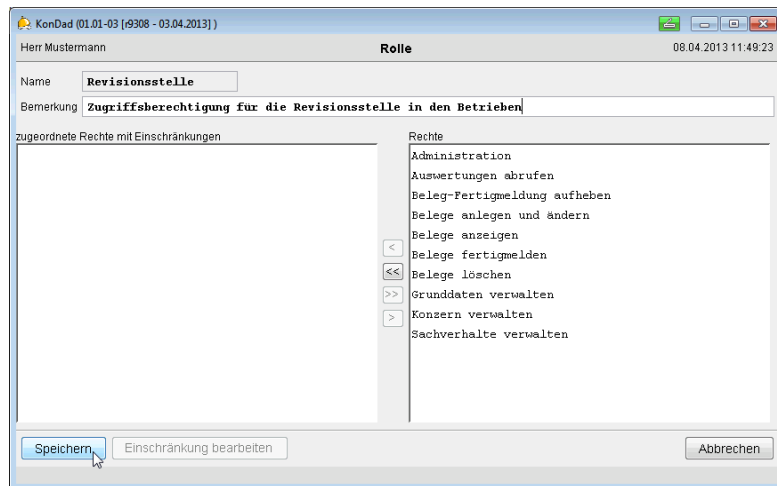 KonDad (01.01-03 [r9308 - 03.04.2013] )
Herr Mustermann Rolle 08.04.2013 11:49:23
Name Revisionsstelle
Bemerkung Zugriffsberechtigung für die Revisionsstelle in den Betrieben
zugeordnete Rechte mit Einschränkungen Rechte
Administration
Auswertungen abrufen
Beleg-Fertigmeldung aufheben
Belege anlegen und ändern
Belege anzeigen
<
Belege fertigmelden
<< Belege löschen
>> Grunddaten verwalten
> Konzern verwalten
Sachverhalte verwalten
Speichern Einschränkung bearbeiten Abbrechen